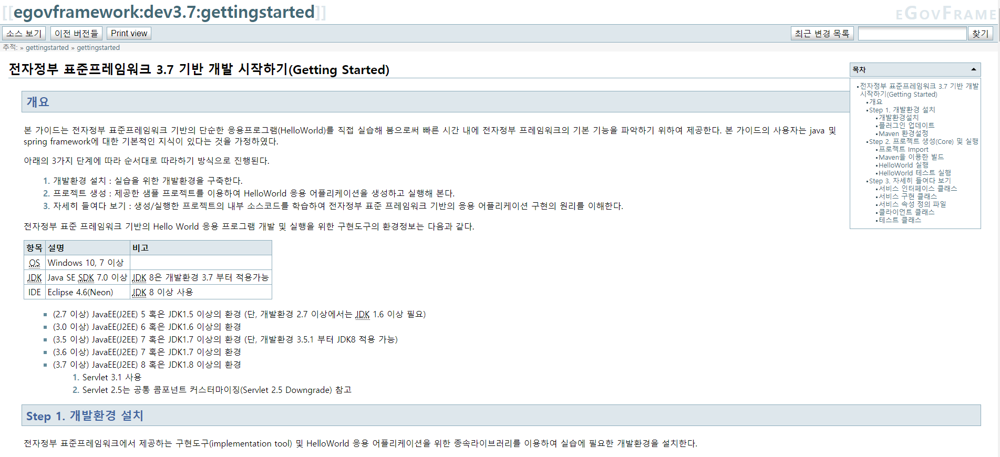 [[egovframework:dev3.7:gettingstarted]]
eGovFrame
소스 보기 이전 버전들 Print view 최근 변경 목록 찾기
추적: » gettingstarted » gettingstarted
전자정부 표준프레임워크 3.7 기반 개발 시작하기(Getting Started)
목차
전자정부 표준프레임워크 3.7 기반 개발
시작하기(Getting Started)
개요
Step 1. 개발환경 설치
개발환경설치
플러그인 업데이트
Maven 환경설정
Step 2. 프로젝트 생성(Core) 및 실행
프로젝트 Import
Maven을 이용한 빌드
HelloWorld 실행
HelloWorld 테스트 실행
Step 3. 자세히 들여다 보기
서비스 인터페이스 클래스
서비스 구현 클래스
서비스 속성 정의 파일
클라이언트 클래스
테스트 클래스
개요
본 가이드는 전자정부 표준프레임워크 기반의 단순한 응용프로그램(HelloWorld)를 직접 실습해 봄으로써 빠른 시간 내에 전자정부 프레임워크의 기본 기능을 파악하기 위하여 제공한다. 본 가이드의 사용자는 java 및
spring framework에 대한 기본적인 지식이 있다는 것을 가정하였다.
아래의 3가지 단계에 따라 순서대로 따라하기 방식으로 진행된다.
1. 개발환경 설치 : 실습을 위한 개발환경을 구축한다.
2. 프로젝트 생성 : 제공한 샘플 프로젝트를 이용하여 HelloWorld 응용 어플리케이션을 생성하고 실행해 본다.
3. 자세히 들여다 보기 : 생성/실행한 프로젝트의 내부 소스코드를 학습하여 전자정부 표준 프레임워크 기반의 응용 어플리케이션 구현의 원리를 이해한다.
전자정부 표준 프레임워크 기반의 Hello World 응용 프로그램 개발 및 실행을 위한 구현도구의 환경정보는 다음과 같다.
항목 설명 비고
OS Windows 10, 7 이상
JDK Java SE SDK 7.0 이상 JDK 8은 개발환경 3.7 부터 적용가능
IDE Eclipse 4.6(Neon) JDK 8 이상 사용
(2.7 이상) JavaEE(J2EE) 5 혹은 JDK1.5 이상의 환경 (단, 개발환경 2.7 이상에서는 JDK 1.6 이상 필요)
(3.0 이상) JavaEE(J2EE) 6 혹은 JDK1.6 이상의 환경
(3.5 이상) JavaEE(J2EE) 7 혹은 JDK1.7 이상의 환경 (단, 개발환경 3.5.1 부터 JDK8 적용 가능)
(3.6 이상) JavaEE(J2EE) 7 혹은 JDK1.7 이상의 환경
(3.7 이상) JavaEE(J2EE) 8 혹은 JDK1.8 이상의 환경
1. Servlet 3.1 사용
2. Servlet 2.5는 공통 콤포넌트 커스터마이징(Servlet 2.5 Downgrade) 참고
Step 1. 개발환경 설치
전자정부 표준프레임워크에서 제공하는 구현도구(implementation tool) 및 HelloWorld 응용 어플리케이션을 위한 종속라이브러리를 이용하여 실습에 필요한 개발환경을 설치한다.